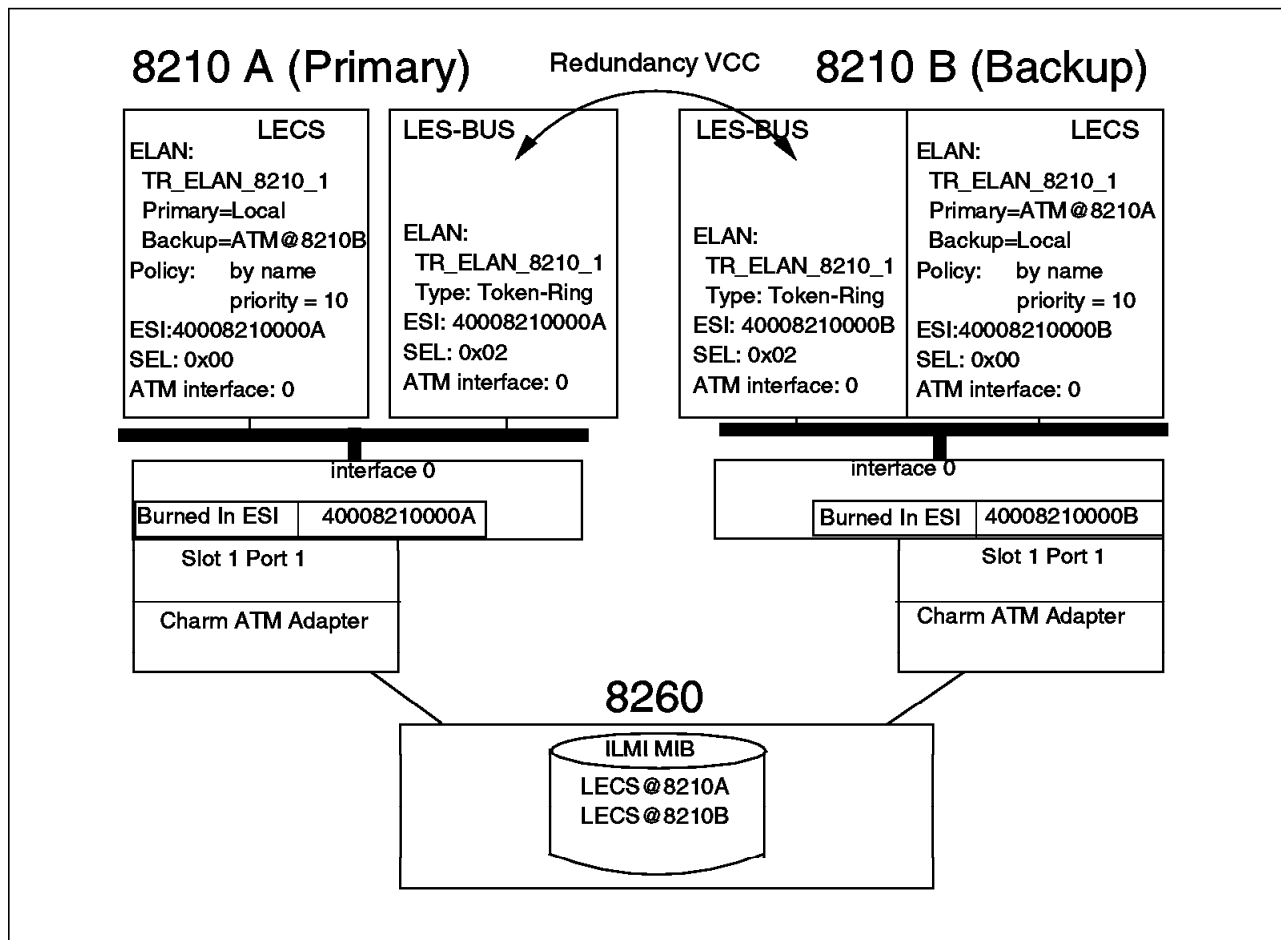 8210 A (Primary)
Redundancy VCC
8210 B (Backup)
LECS
ELAN:
TR_ELAN_8210_1
Primary=Local
Backup=ATM@8210B
Policy: by name
priority = 10
ESI:40008210000A
SEL: 0x00
ATM interface: 0
LES-BUS
ELAN:
TR_ELAN_8210_1
Type: Token-Ring
ESI: 40008210000A
SEL: 0x02
ATM interface: 0
LES-BUS
ELAN:
TR_ELAN_8210_1
Type: Token-Ring
ESI: 40008210000B
SEL: 0x02
ATM interface: 0
LECS
ELAN:
TR_ELAN_8210_1
Primary=ATM@8210A
Backup=Local
Policy: by name
priority = 10
ESI:40008210000B
SEL: 0x00
ATM interface: 0
interface 0
Burned In ESI 40008210000A
Slot 1 Port 1
Charm ATM Adapter
interface 0
Burned In ESI 40008210000B
Slot 1 Port 1
Charm ATM Adapter
8260
ILMI MIB
LECS@8210A
LECS@8210B